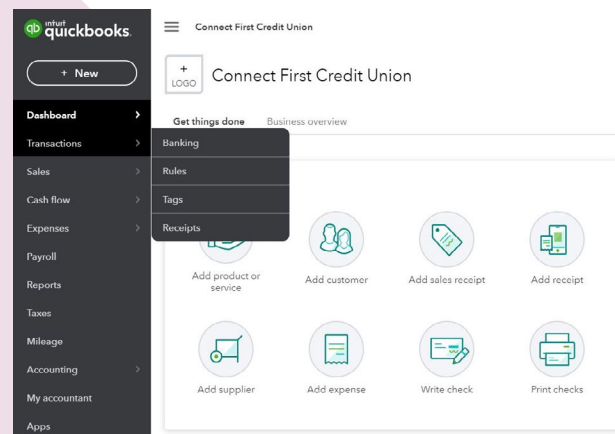 intuit
quickbooks.
Connect First Credit Union
+ New
+
LOGO
Connect First Credit Union
Get things done
Business overview
Dashboard
Transactions
Sales
Cash flow
Expenses
Payroll
Reports
Taxes
Mileage
Accounting
My accountant
Apps
Banking
Rules
Tags
Receipts
Add product or
service
Add customer
Add sales receipt
Add receipt
Add supplier
Add expense
Write check
Print checks